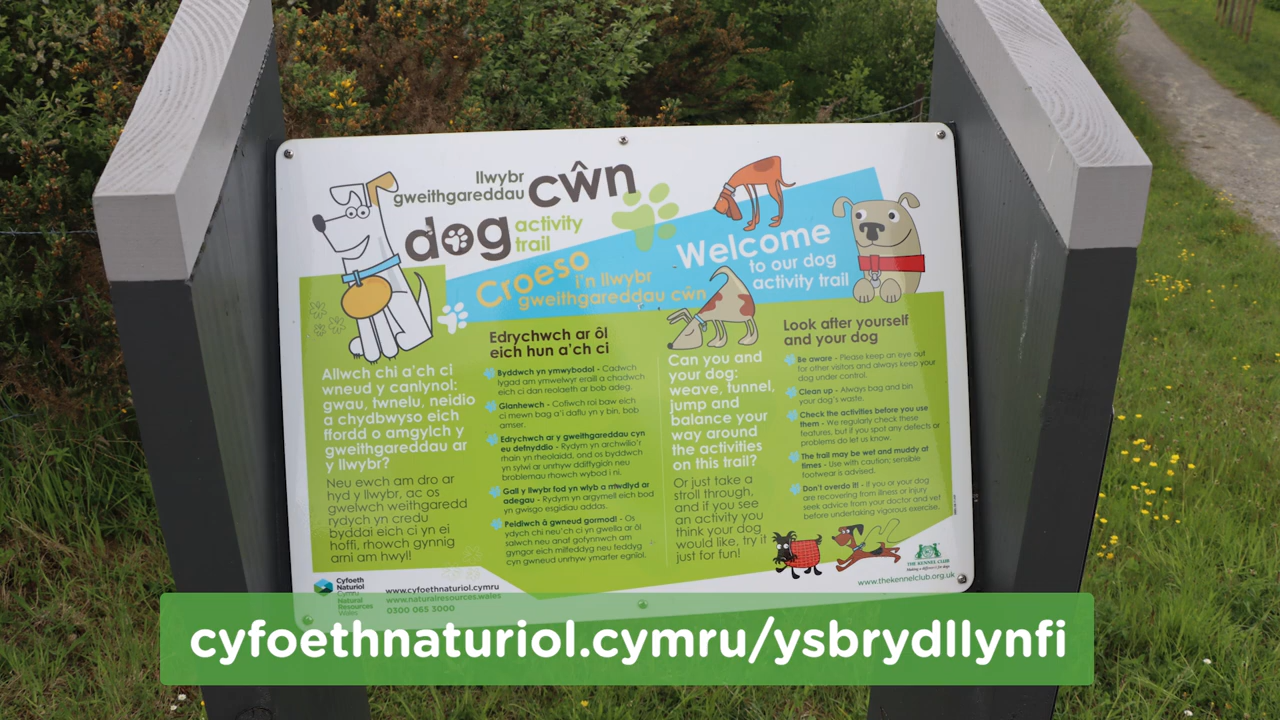 llwybr
gweithgareddau cŵn
dog activity
trail
Croeso
i'n llwybr
gweithgareddau cŵn
Welcome
to our dog
activity trail
Allwch chi a'ch ci
wneud y canlynol:
gwau, twnelu, neidio
a chydbwyso eich
ffordd o amgylch y
gweithgareddau ar
y llwybr?
Neu ewch am dro ar
hyd y llwybr, ac os
gwelwch weithgaredd
rydych yn credu
byddai eich ci yn ei
hoffi, rhowch gynnig
arni am hwyl!
Edrychwch ar ôl
eich hun a'ch ci
Byddwch yn ymwybodol - Cadwch
lygad am ymwelwyr eraill a chadwch
eich ci dan reolaeth ar bob adeg.
Glanhewch - Cofiwch roi baw eich
ci mewn bag a'i daflu yn y bin, bob
amser.
Edrychwch ar y gweithgareddau cyn
eu defnyddio - Rydym yn archwilio'r
rhain yn rheolaidd, ond os byddwch
yn sylwi ar unrhyw ddiffygion neu
broblemau rhowch wybod i ni.
Gall y llwybr fod yn wlyb a mwdlyd ar
adegau - Rydym yn argymell eich bod
yn gwisgo esgidiau addas.
Peidiwch â gwneud gormod! - Os
ydych chi neu'ch ci yn gwella ar ôl
salwch neu anaf gofynnwch am
gyngor eich milfeddyg neu feddyg
cyn gwneud unrhyw ymarfer egnïol.
Can you and
your dog:
weave, tunnel,
jump and
balance your
way around
the activities
on this trail?
Or just take a
stroll through,
and if you see
an activity you
think your dog
would like, try it
just for fun!
Look after yourself
and your dog
Be aware - Please keep an eye out
for other visitors and always keep your
dog under control.
Clean up - Always bag and bin
your dog's waste.
Check the activities before you use
them - We regularly check these
features, but if you spot any defects or
problems do let us know.
The trail may be wet and muddy at
times - Use with caution; sensible
footwear is advised.
Don't overdo it! - If you or your dog
are recovering from illness or injury
seek advice from your doctor and vet
before undertaking vigorous exercise.
Cyfoeth
Naturiol
Cymru
Natural
Resources
Wales
www.cyfoethnaturiol.cymru
www.naturalresources.wales
0300 065 3000
THE KENNEL CLUB
Making a difference for dogs
www.thekennelclub.org.uk
cyfoethnaturiol.cymru/ysbrydllynfi